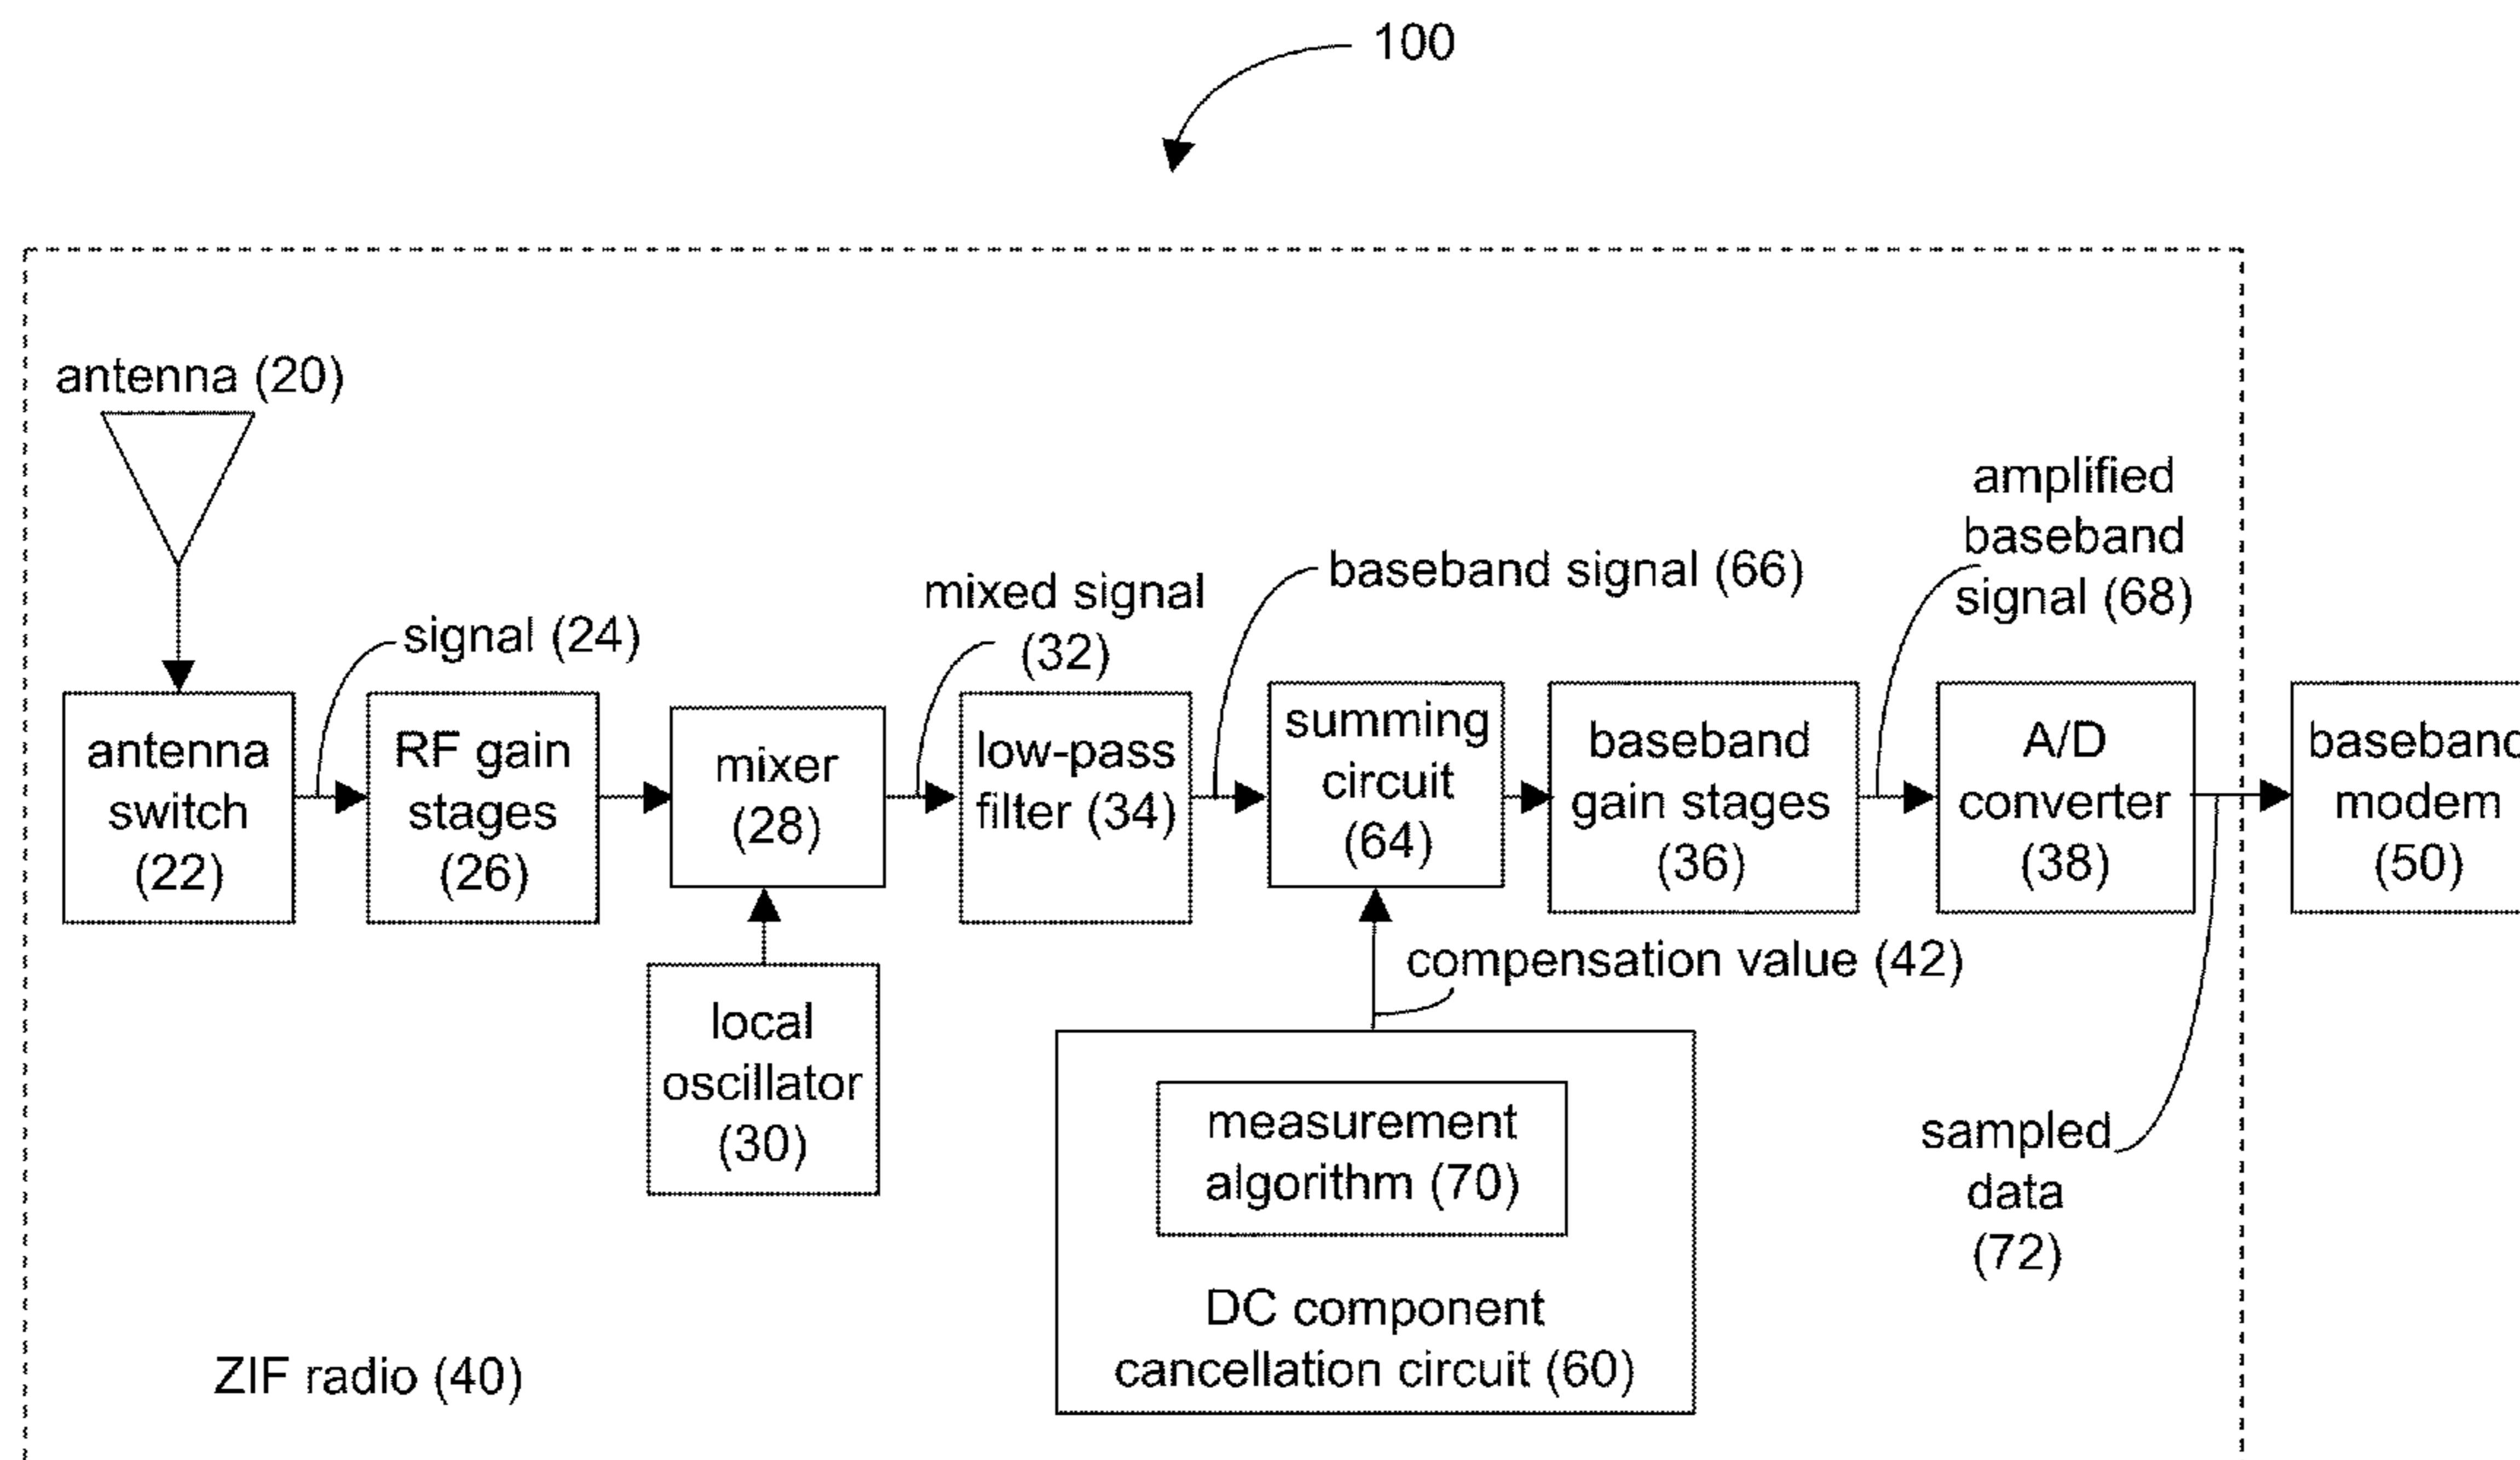 100
antenna (20)
signal (24)
mixed signal
(32)
baseband signal (66)
amplified
baseband
signal (68)
antenna
switch
(22)
RF gain
stages
(26)
mixer
(28)
low-pass
filter (34)
summing
circuit
(64)
baseband
gain stages
(36)
A/D
converter
(38)
baseband
modem
(50)
local
oscillator
(30)
compensation value (42)
measurement
algorithm (70)
DC component
cancellation circuit (60)
sampled
data
(72)
ZIF radio (40)